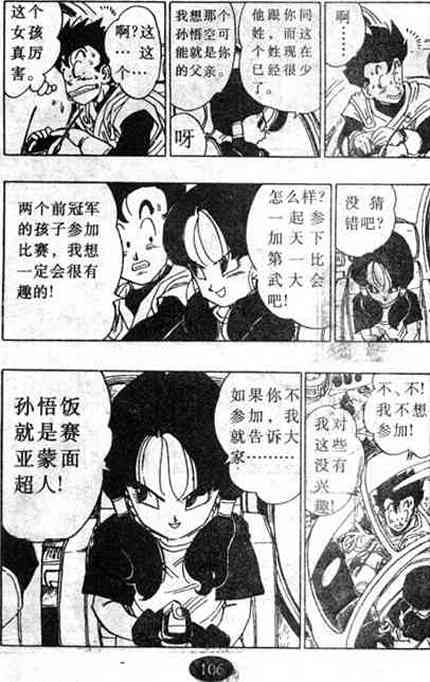 啊
……
他跟你同
姓，而这
个姓现在
已经很少
了。
我想那个
孙悟空可
能就是你
的父亲。
呀
啊?这
……这
个……
这个
女孩
真厉
害。
没猜
错吧?
怎么样?
一起参
加天下
第一比
武大会
吧!
两个前冠军
的孩子参加
比赛，我想
一定会很有
趣的!
不、不!
我不想
参加!
我对
这些
没有
兴
趣!
如果你不
参加，我
就告诉大
家……
孙悟饭
就是赛
亚蒙面
超人!
106